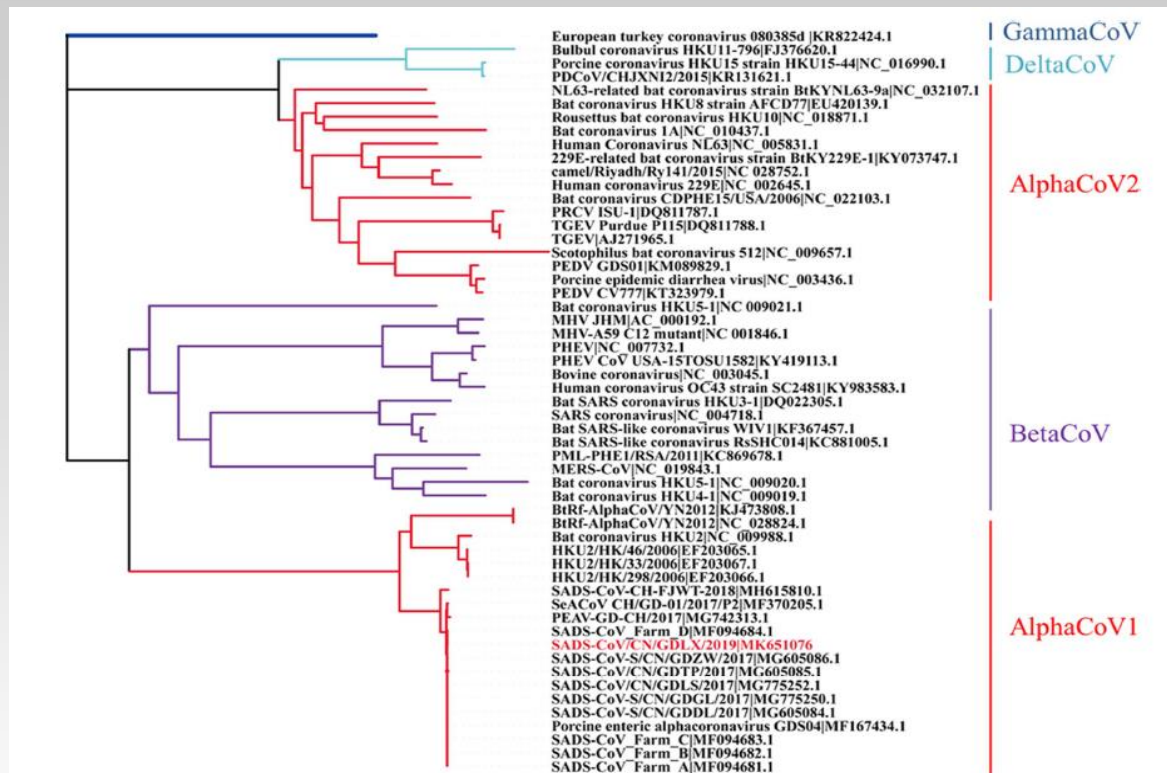 European turkey coronavirus 080385d |KR822424.1
GammaCoV
Bulbul coronavirus HKU11-796|FJ376620.1
Porcine coronavirus HKU15 strain HKU15-44|NC_016990.1
DeltaCoV
PDCoV/CHJXNI2/2015|KR131621.1
NL63-related bat coronavirus strain BtKYNL63-9a|NC_032107.1
Bat coronavirus HKU8 strain AFCD77|EU420139.1
Rousettus bat coronavirus HKU10|NC_018871.1
Bat coronavirus 1A|NC_010437.1
Human Coronavirus NL63|NC_005831.1
229E-related bat coronavirus strain BtKY229E-1|KY073747.1
camel/Riyadh/Ry141/2015|NC 028752.1
Human coronavirus 229E|NC_002645.1
AlphaCoV2
Bat coronavirus CDPHE15/USA/2006|NC_022103.1
PRCV ISU-1|DQ811787.1
TGEV Purdue P115|DQ811788.1
TGEV|AJ271965.1
Scotophilus bat coronavirus 512|NC_009657.1
PEDV GDS01|KM089829.1
Porcine epidemic diarrhea virus|NC_003436.1
PEDV CV777|KT323979.1
Bat coronavirus HKU5-1|NC 009021.1
MHV JHM|AC_000192.1
MHV-A59 C12 mutant|NC 001846.1
PHEV|NC_007732.1
PHEV CoV USA-15TOSU1582|KY419113.1
Bovine coronavirus|NC_003045.1
Human coronavirus OC43 strain SC2481|KY983583.1
Bat SARS coronavirus HKU3-1|DQ022305.1
SARS coronavirus|NC_004718.1
Bat SARS-like coronavirus WIV1|KF367457.1
BetaCoV
Bat SARS-like coronavirus RsSHC014|KC881005.1
PML-PHE1/RSA/2011|KC869678.1
MERS-CoV|NC_019843.1
Bat coronavirus HKU5-1|NC_009020.1
Bat coronavirus HKU4-1|NC_009019.1
BtRf-AlphaCoV/YN2012|KJ473808.1
BtRf-AlphaCoV/YN2012|NC_028824.1
Bat coronavirus HKU2|NC_009988.1
HKU2/HK/46/2006|EF203065.1
HKU2/HK/33/2006|EF203067.1
HKU2/HK/298/2006|EF203066.1
SADS-CoV-CH-FJWT-2018|MH615810.1
SeACoV CH/GD-01/2017/P2|MF370205.1
PEAV-GD-CH/2017|MG742313.1
AlphaCoV1
SADS-CoV_Farm_D|MF094684.1
SADS-CoV/CN/GDLX/2019|MK651076
SADS-CoV-S/CN/GDZW/2017|MG605086.1
SADS-CoV/CN/GDTP/2017|MG605085.1
SADS-CoV/CN/GDLS/2017|MG775252.1
SADS-CoV-S/CN/GDGL/2017|MG775250.1
SADS-CoV-S/CN/GDDL/2017|MG605084.1
Porcine enteric alphacoronavirus GDS04|MF167434.1
SADS-CoV_Farm_C|MF094683.1
SADS-CoV_Farm_B|MF094682.1
SADS-CoV_Farm_A|MF094681.1